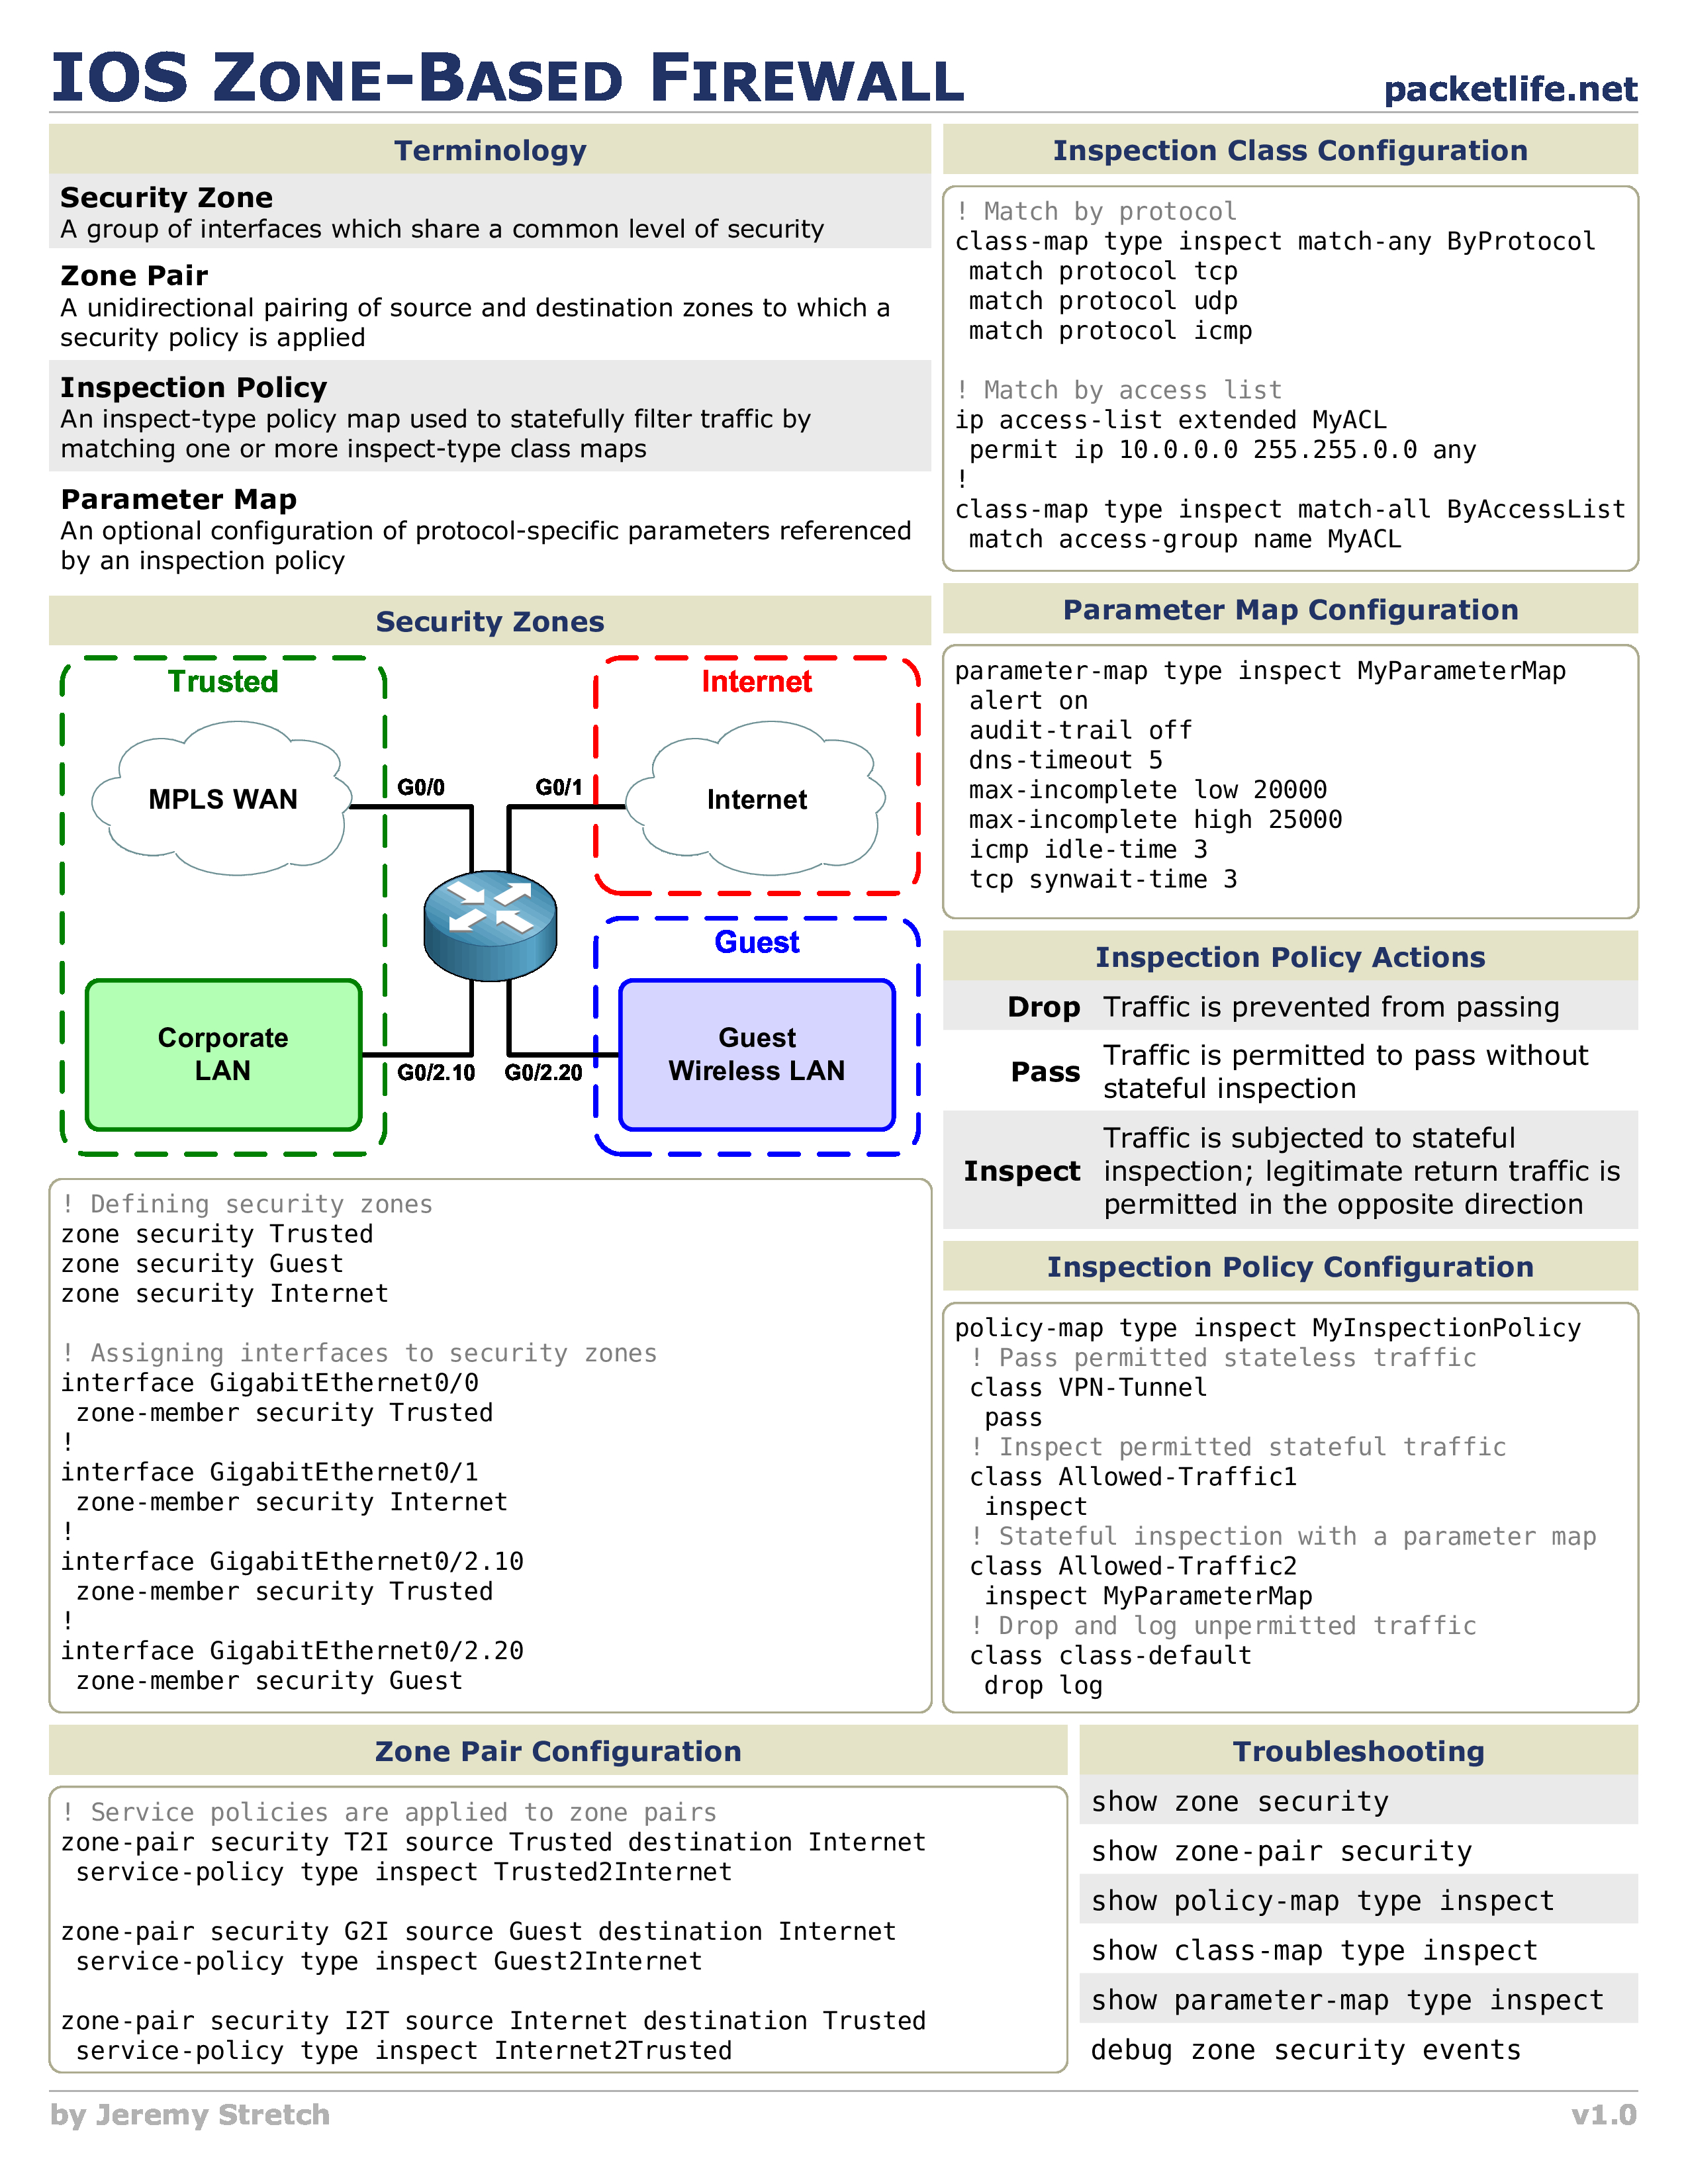 IOS ZONE-BASED FIREWALL
packetlife.net
Terminology
Security Zone
A group of interfaces which share a common level of security
Zone Pair
A unidirectional pairing of source and destination zones to which a
security policy is applied
Inspection Policy
An inspect-type policy map used to statefully filter traffic by
matching one or more inspect-type class maps
Parameter Map
An optional configuration of protocol-specific parameters referenced
by an inspection policy
Security Zones
Trusted
Internet
MPLS WAN
G0/0
G0/1
Internet
Guest
Corporate
LAN
G0/2.10
G0/2.20
Guest
Wireless LAN
! Defining security zones
zone security Trusted
zone security Guest
zone security Internet
! Assigning interfaces to security zones
interface GigabitEthernet0/0
 zone-member security Trusted
!
interface GigabitEthernet0/1
 zone-member security Internet
!
interface GigabitEthernet0/2.10
 zone-member security Trusted
!
interface GigabitEthernet0/2.20
 zone-member security Guest
Inspection Class Configuration
! Match by protocol
class-map type inspect match-any ByProtocol
 match protocol tcp
 match protocol udp
 match protocol icmp
! Match by access list
ip access-list extended MyACL
 permit ip 10.0.0.0 255.255.0.0 any
!
class-map type inspect match-all ByAccessList
 match access-group name MyACL
Parameter Map Configuration
parameter-map type inspect MyParameterMap
 alert on
 audit-trail off
 dns-timeout 5
 max-incomplete low 20000
 max-incomplete high 25000
 icmp idle-time 3
 tcp synwait-time 3
Inspection Policy Actions
Drop Traffic is prevented from passing
Pass Traffic is permitted to pass without
stateful inspection
Inspect Traffic is subjected to stateful
inspection; legitimate return traffic is
permitted in the opposite direction
Inspection Policy Configuration
policy-map type inspect MyInspectionPolicy
 ! Pass permitted stateless traffic
 class VPN-Tunnel
  pass
 ! Inspect permitted stateful traffic
 class Allowed-Traffic1
  inspect
 ! Stateful inspection with a parameter map
 class Allowed-Traffic2
  inspect MyParameterMap
 ! Drop and log unpermitted traffic
 class class-default
  drop log
Zone Pair Configuration
! Service policies are applied to zone pairs
zone-pair security T2I source Trusted destination Internet
 service-policy type inspect Trusted2Internet
zone-pair security G2I source Guest destination Internet
 service-policy type inspect Guest2Internet
zone-pair security I2T source Internet destination Trusted
 service-policy type inspect Internet2Trusted
Troubleshooting
show zone security
show zone-pair security
show policy-map type inspect
show class-map type inspect
show parameter-map type inspect
debug zone security events
by Jeremy Stretch
v1.0